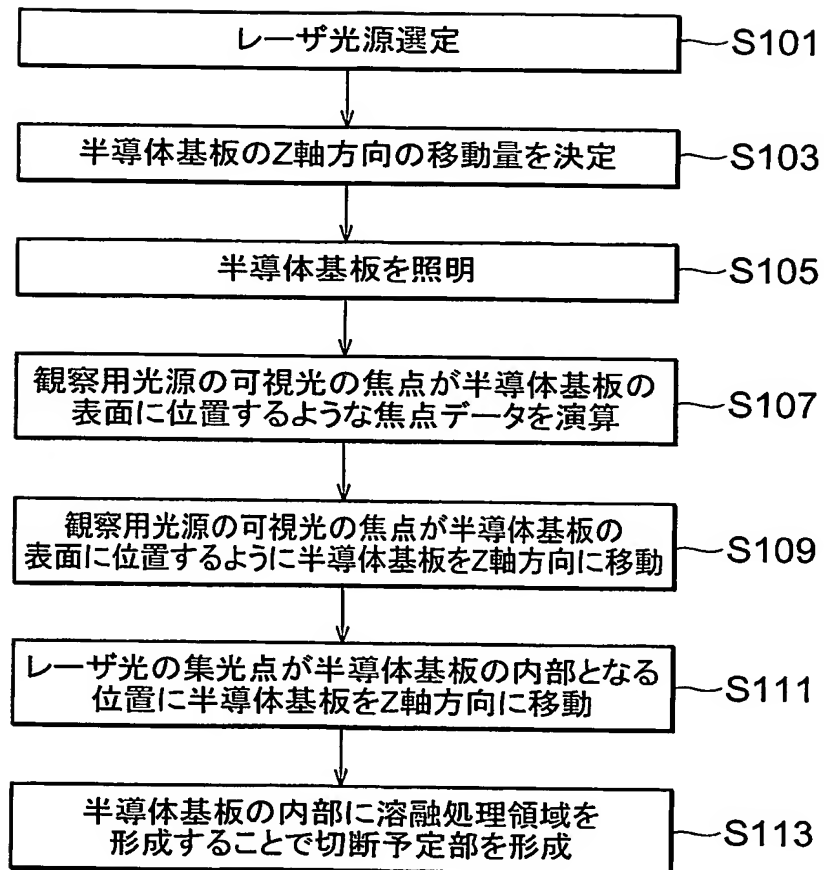 レーザ光源選定
S101
半導体基板のZ軸方向の移動量を決定
S103
半導体基板を照明
S105
観察用光源の可視光の焦点が半導体基板の
表面に位置するような焦点データを演算
S107
観察用光源の可視光の焦点が半導体基板の
表面に位置するように半導体基板をZ軸方向に移動
S109
レーザ光の集光点が半導体基板の内部となる
位置に半導体基板をZ軸方向に移動
S111
半導体基板の内部に溶融処理領域を
形成することで切断予定部を形成
S113